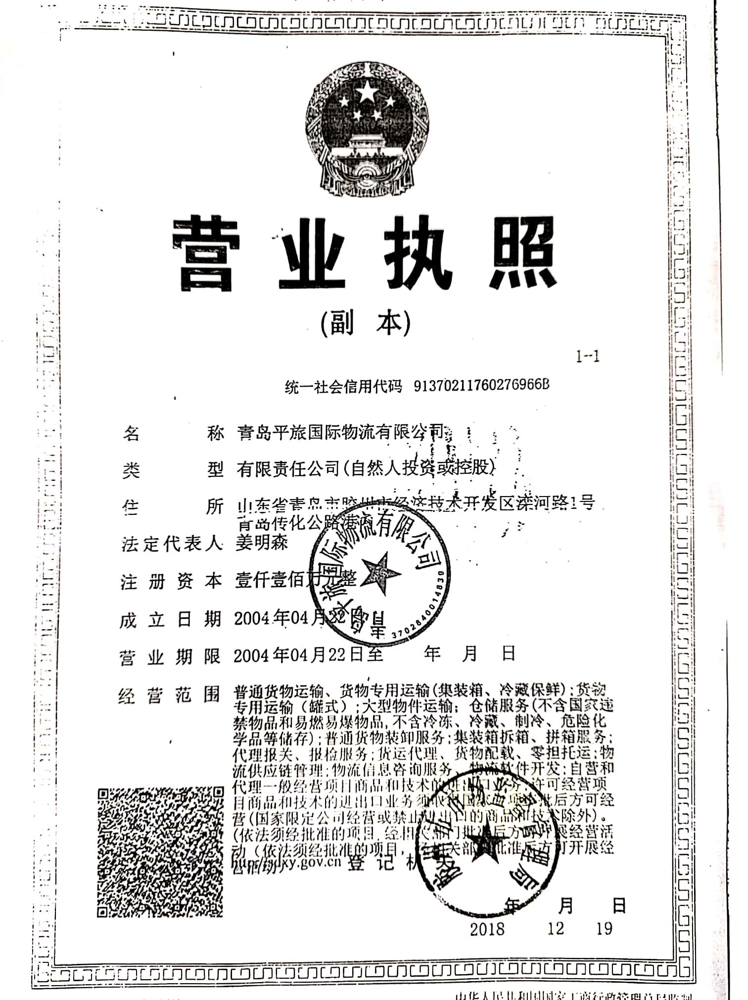 营业执照
(副 本)
1--1
统一社会信用代码 91370211760276966B
名 称 青岛平旅国际物流有限公司
类 型 有限责任公司(自然人投资或控股)
住 所 山东省青岛市胶州市经济技术开发区滦河路1号
青岛传化公路港
法定代表人 姜明森
注册资本 壹仟壹佰万元整
成立日期 2004年04月22日
营业期限 2004年04月22日至 年 月 日
经营范围 普通货物运输、货物专用运输(集装箱、冷藏保鲜);货物
专用运输(罐式);大型物件运输;仓储服务(不含国家违
禁物品和易燃易爆物品,不含冷冻、冷藏、制冷、危险化
学品等储存);普通货物装卸服务;集装箱拆箱、拼箱服务;
代理报关、报检服务;货运代理、货物配载、零担托运;物
流供应链管理;物流信息咨询服务、物流软件开发;自营和
代理一般经营项目商品和技术的进出口业务,许可经营项
目商品和技术的进出口业务须取得国家专项审批后方可经
营(国家限定公司经营或禁止进出口的商品和技术除外)。
(依法须经批准的项目,经相关部门批准后方可开展经营活
动(依法须经批准的项目,经相关部门批准后方可开展经
营活动)
登记机关
年 月 日
2018 12 19
国际物流有限公司
3702840014839
中华人民共和国国家工商行政管理总局监制